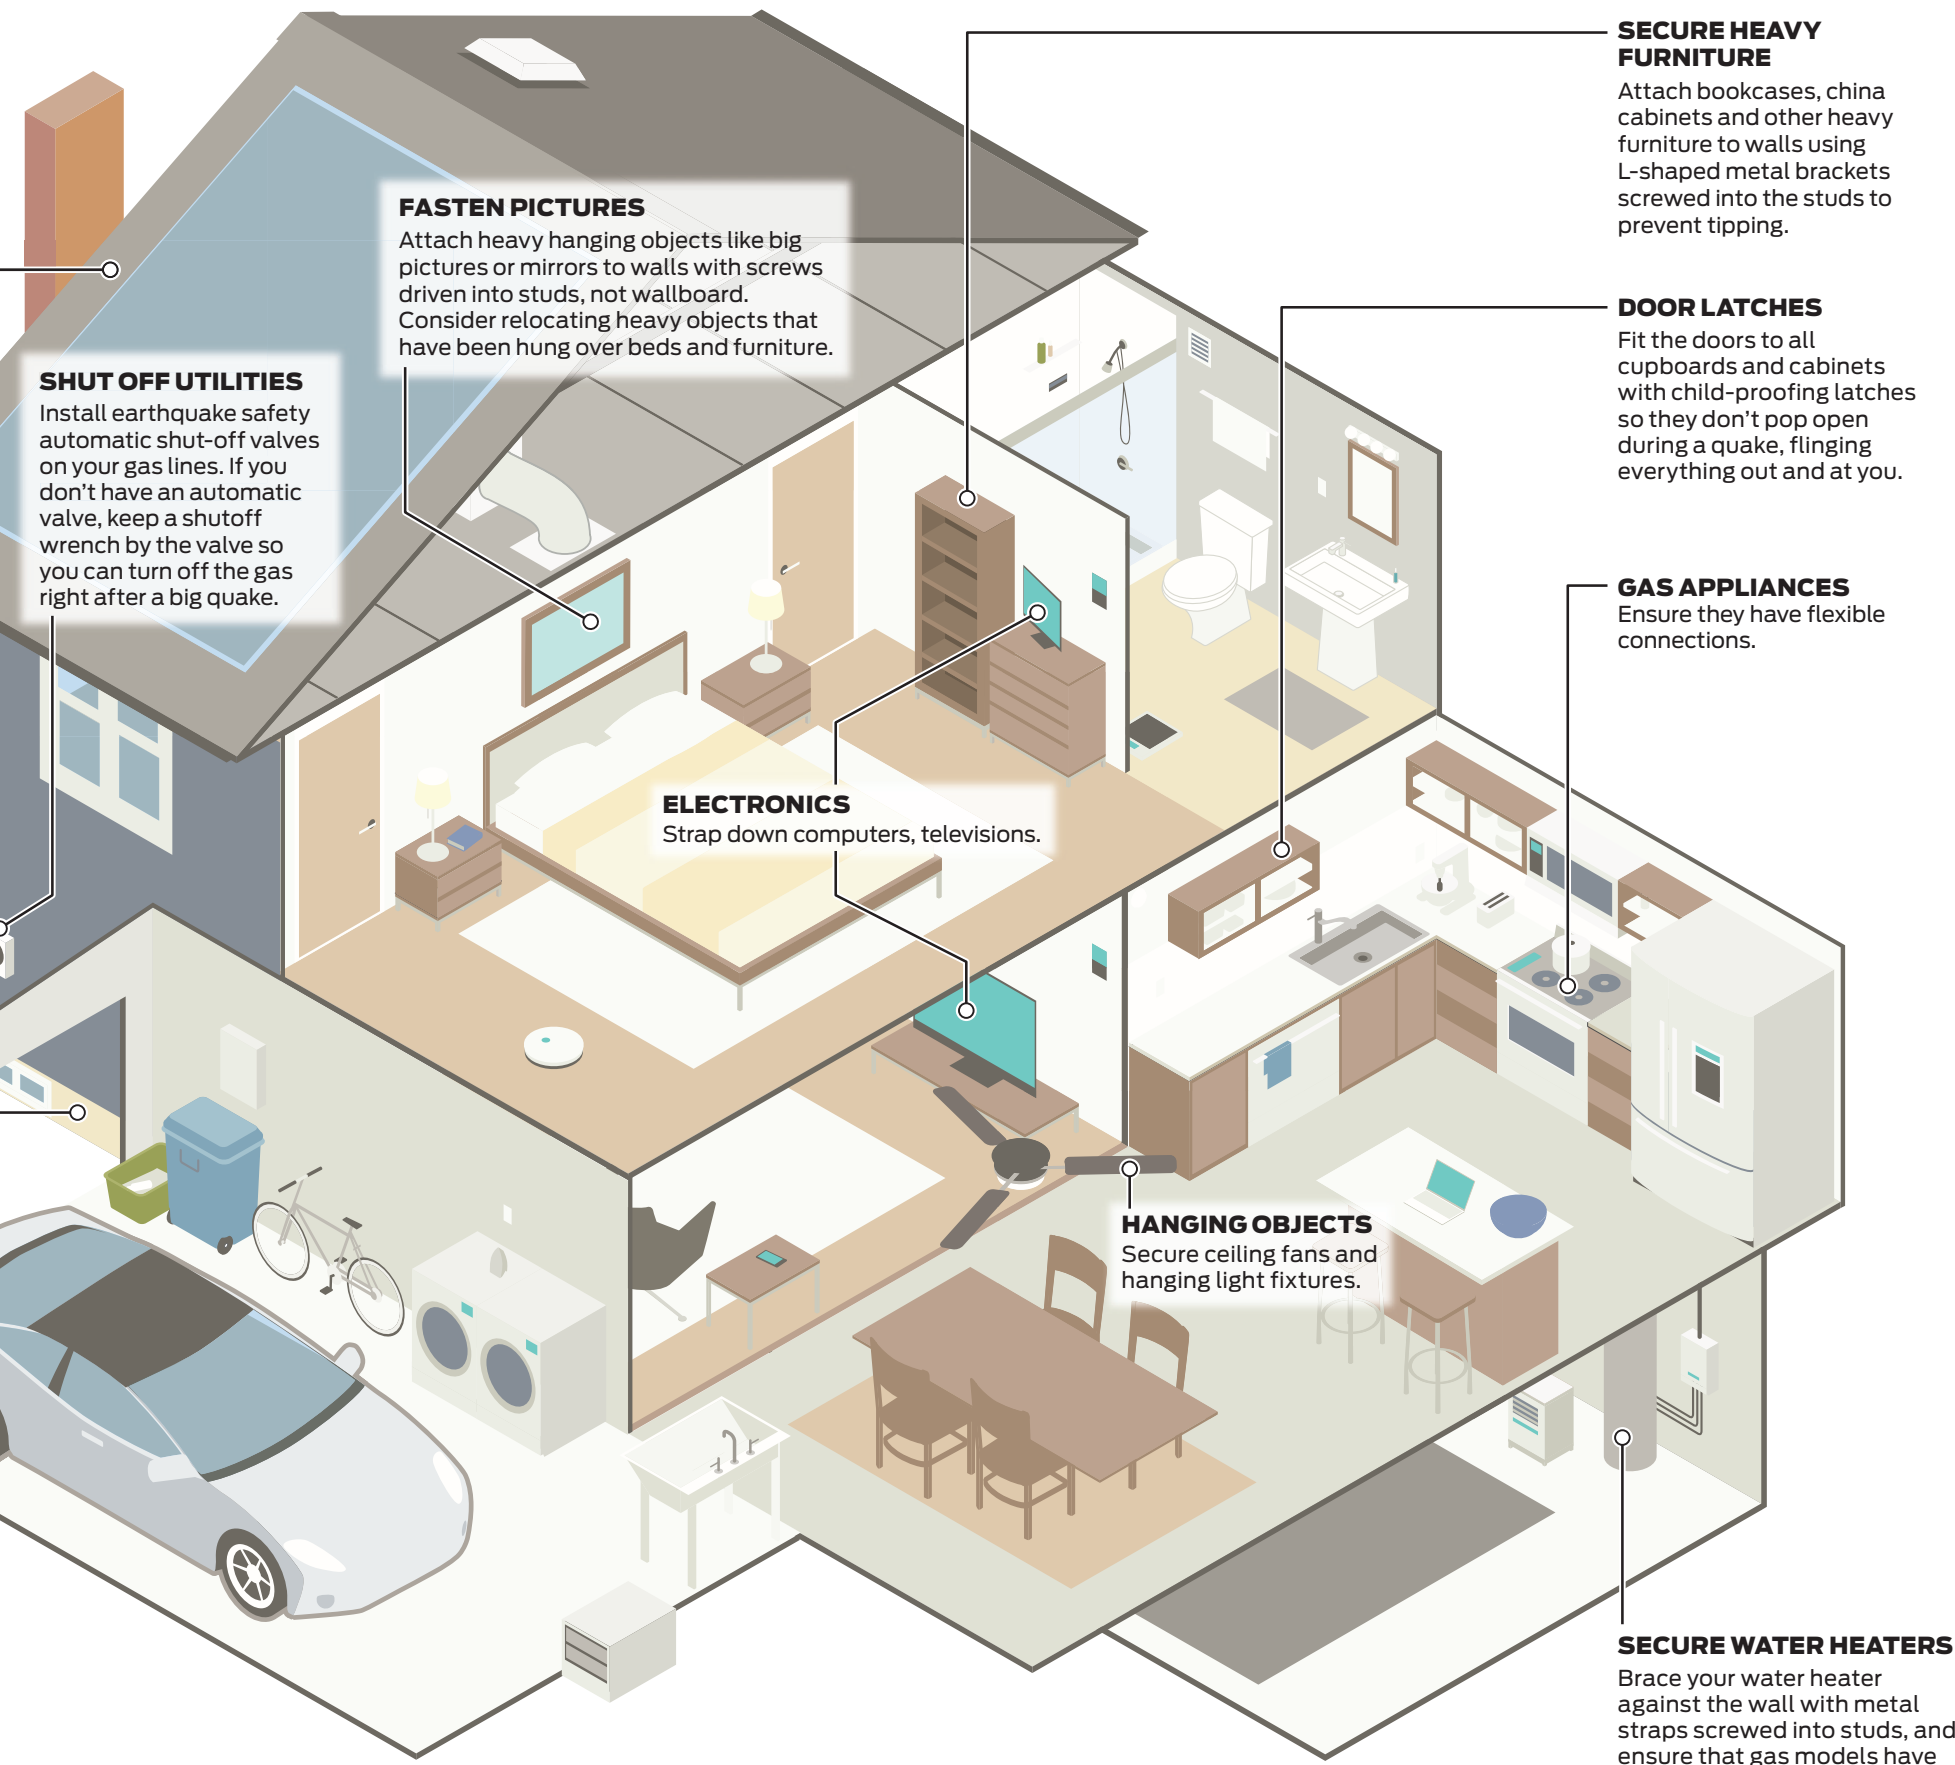 SECURE HEAVY
FURNITURE
Attach bookcases, china
cabinets and other heavy
furniture to walls using
L-shaped metal brackets
screwed into the studs to
prevent tipping.
FASTEN PICTURES
Attach heavy hanging objects like big
pictures or mirrors to walls with screws
driven into studs, not wallboard.
Consider relocating heavy objects that
have been hung over beds and furniture.
DOOR LATCHES
Fit the doors to all
cupboards and cabinets
with child-proofing latches
so they don’t pop open
during a quake, flinging
everything out and at you.
SHUT OFF UTILITIES
Install earthquake safety
automatic shut-off valves
on your gas lines. If you
don’t have an automatic
valve, keep a shutoff
wrench by the valve so
you can turn off the gas
right after a big quake.
GAS APPLIANCES
Ensure they have flexible
connections.
ELECTRONICS
Strap down computers, televisions.
HANGING OBJECTS
Secure ceiling fans and
hanging light fixtures.
SECURE WATER HEATERS
Brace your water heater
against the wall with metal
straps screwed into studs, and
ensure that gas models have